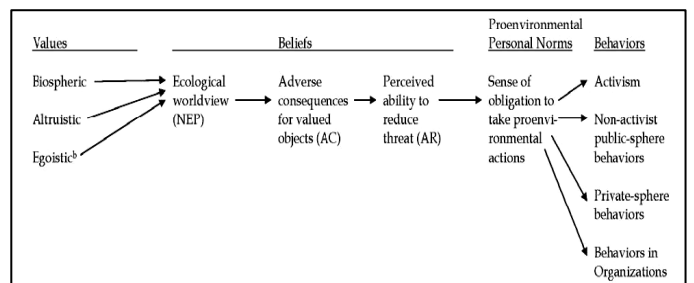 Proenvironmental
Values Beliefs Personal Norms Behaviors
Biospheric
Altruistic
Egoisticb
Ecological
worldview
(NEP)
Adverse
consequences
for valued
objects (AC)
Perceived
ability to
reduce
threat (AR)
Sense of
obligation to
take proenvi-
ronmental
actions
Activism
Non-activist
public-sphere
behaviors
Private-sphere
behaviors
Behaviors in
Organizations